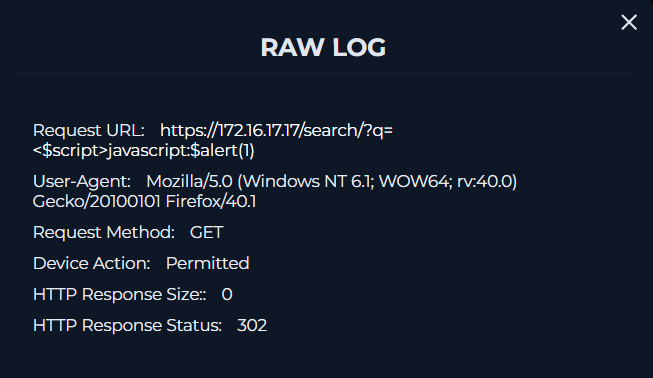 RAW LOG
Request URL: https://172.16.17.17/search/?q=
<$script>javascript:$alert(1)
User-Agent: Mozilla/5.0 (Windows NT 6.1; WOW64; rv:40.0)
Gecko/20100101 Firefox/40.1
Request Method: GET
Device Action: Permitted
HTTP Response Size:: 0
HTTP Response Status: 302